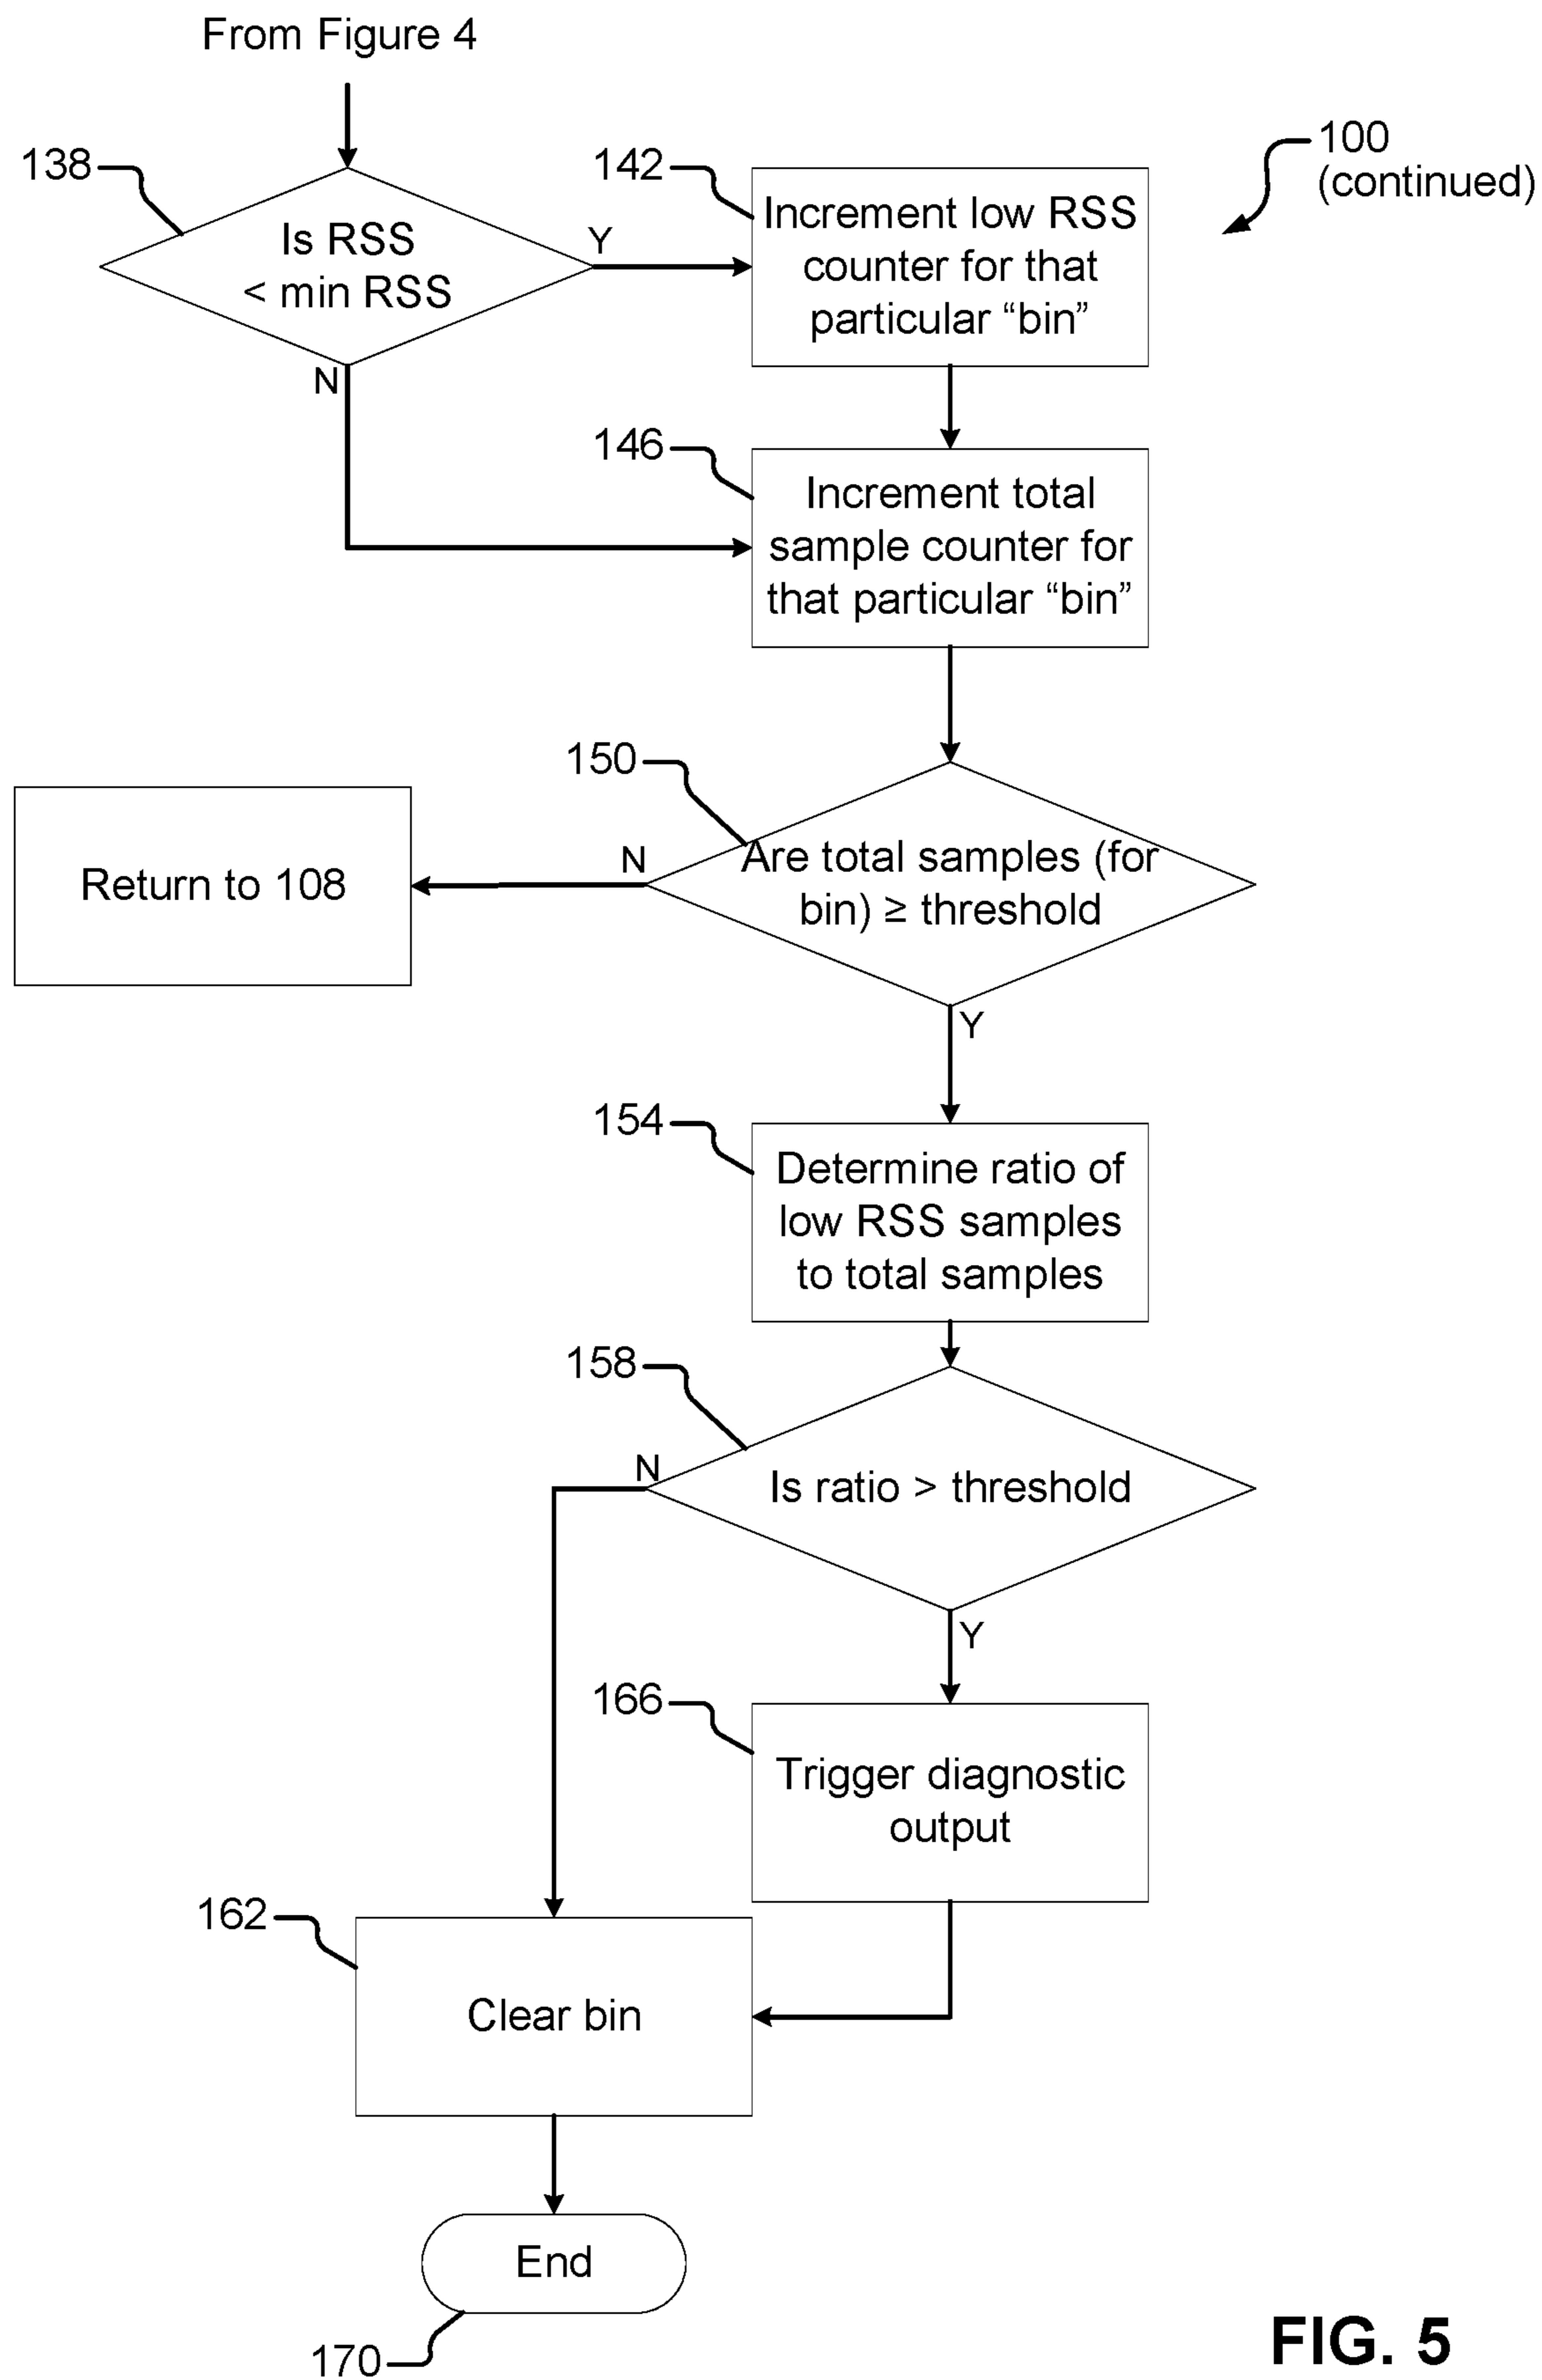 From Figure 4
138
Is RSS
< min RSS
Y
N
142
Increment low RSS
counter for that
particular “bin”
100
(continued)
146
Increment total
sample counter for
that particular “bin”
150
Are total samples (for
bin) ≥ threshold
N
Y
Return to 108
154
Determine ratio of
low RSS samples
to total samples
158
Is ratio > threshold
N
Y
166
Trigger diagnostic
output
162
Clear bin
End
170
FIG. 5